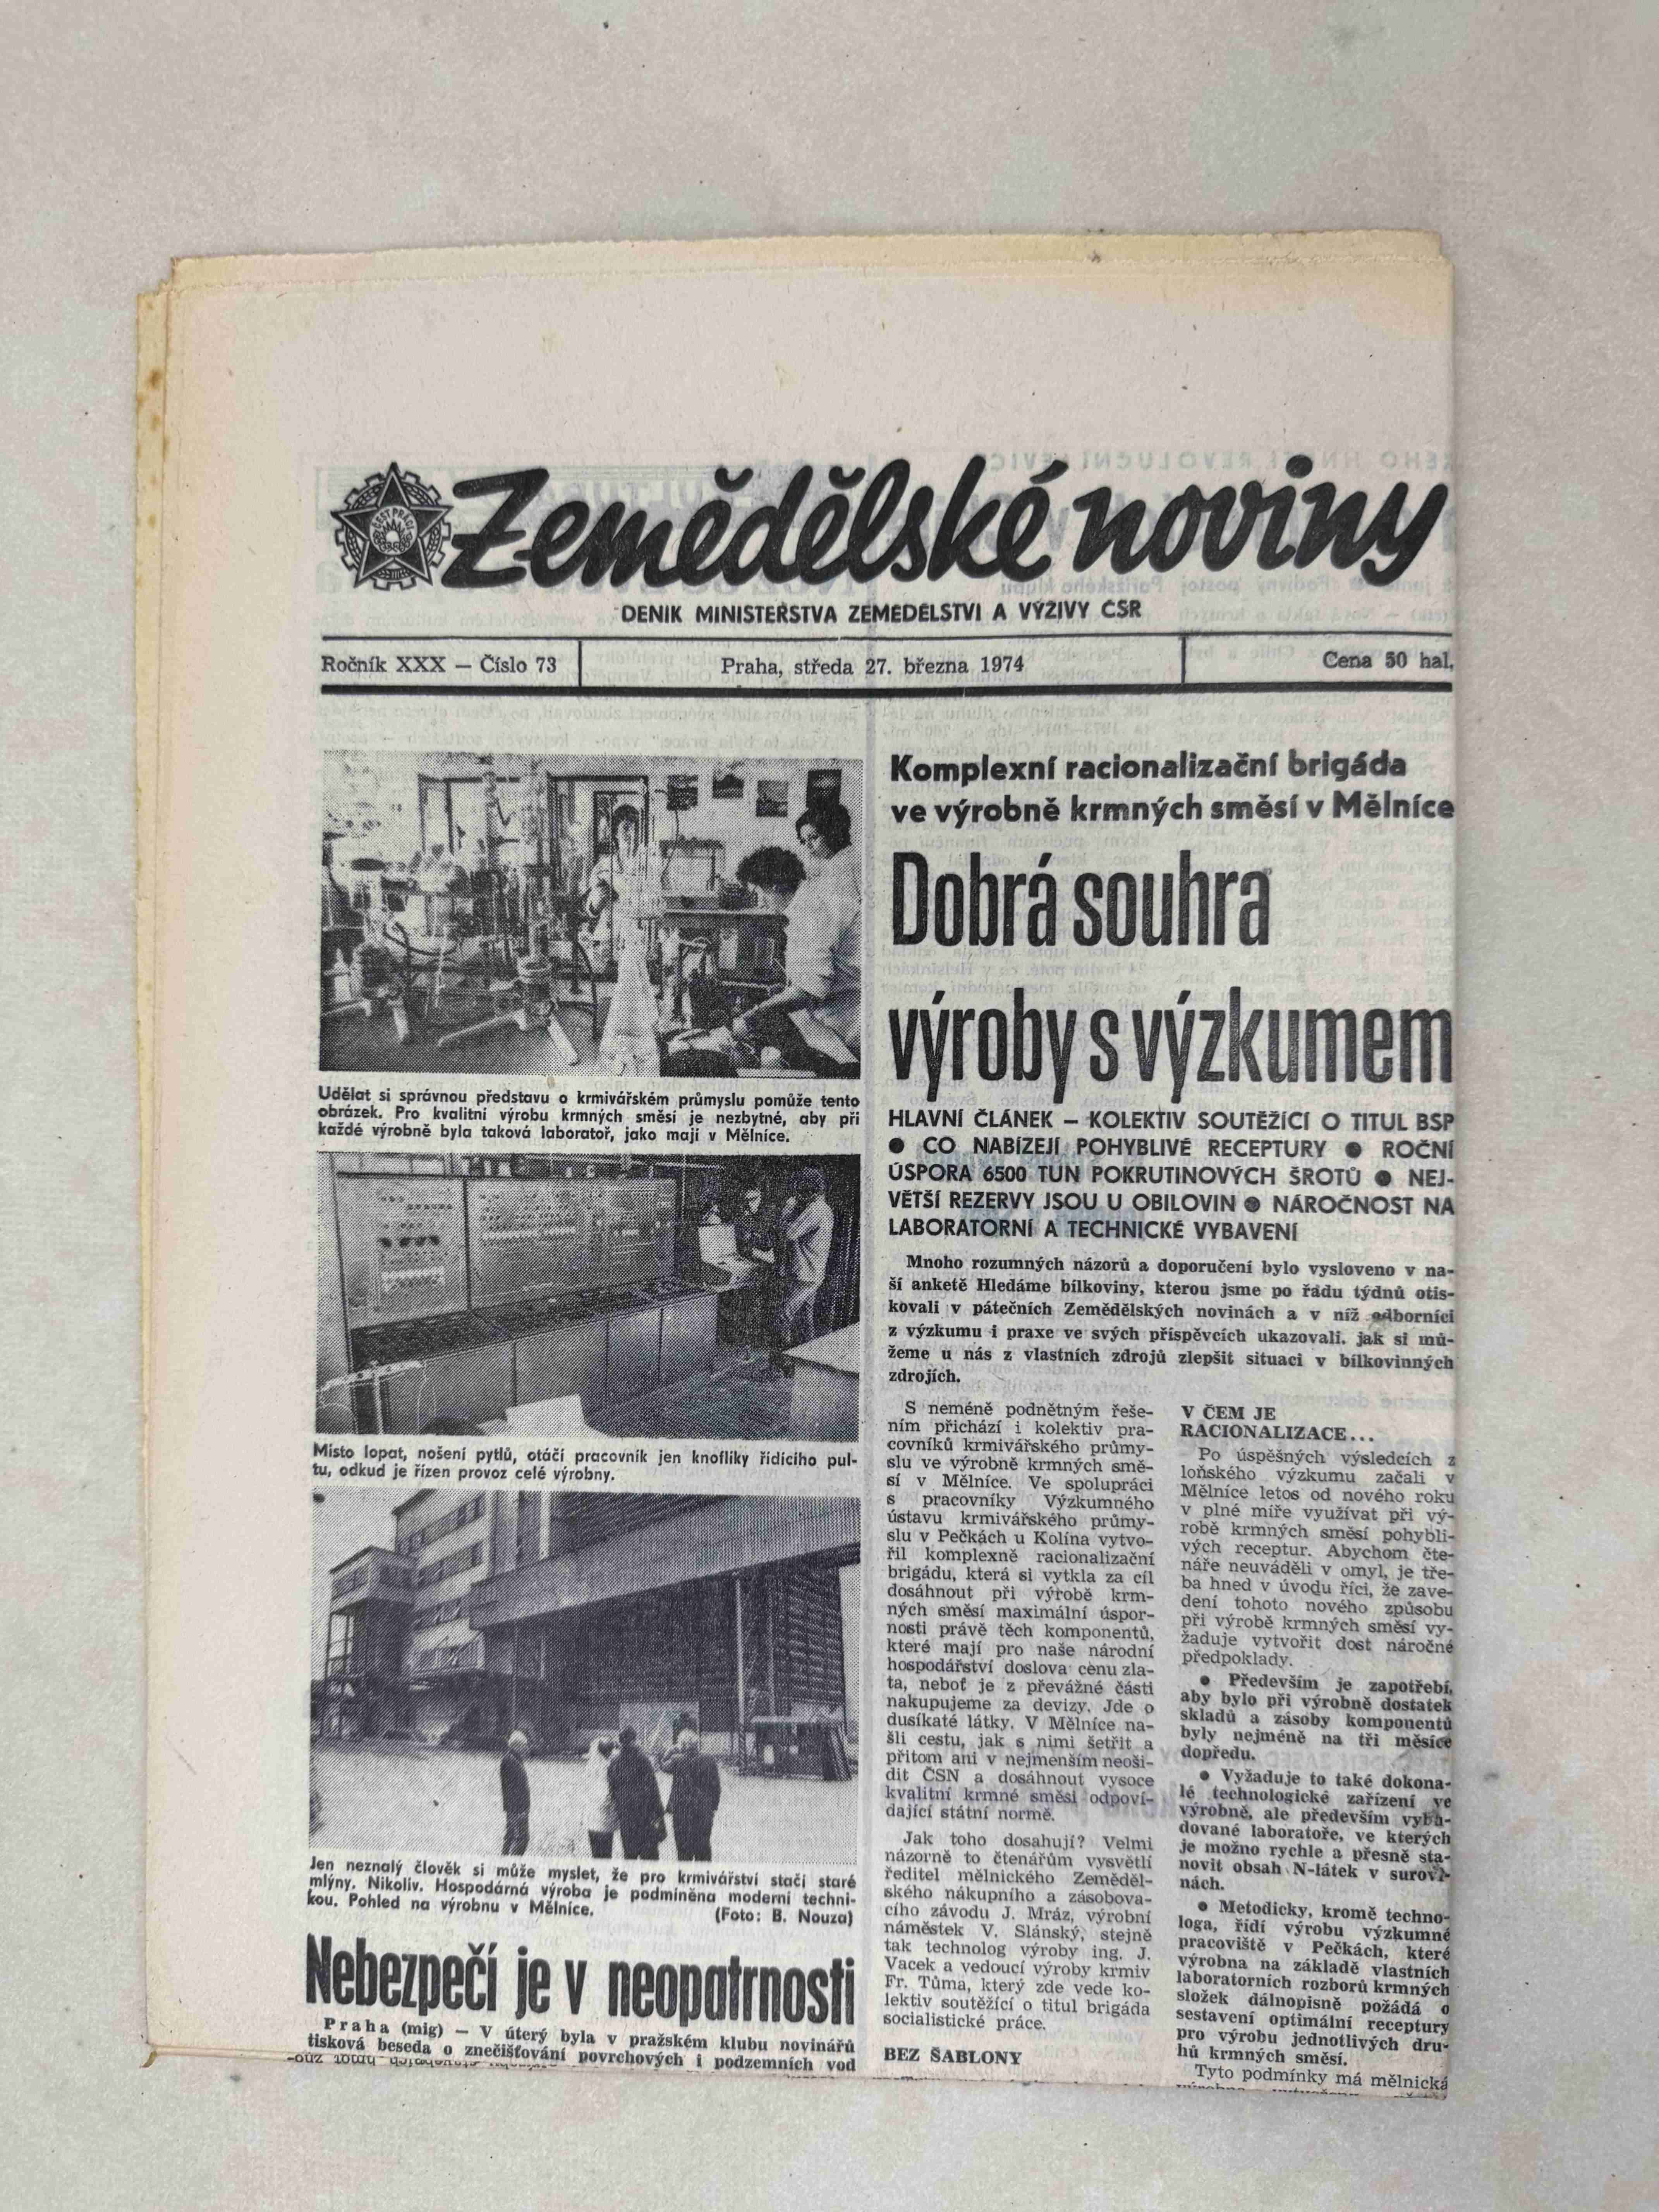 Zemědělské noviny
DENÍK MINISTERSTVA ZEMĚDĚLSTVÍ A VÝŽIVY ČSR
Ročník XXX — Číslo 73
Praha, středa 27. března 1974
Cena 50 hal.
Udělat si správnou představu o krmivářském průmyslu pomůže tento
obrázek. Pro kvalitní výrobu krmných směsí je nezbytné, aby při
každé výrobně byla taková laboratoř, jako mají v Mělníce.
Místo lopat, nošení pytlů, otáčí pracovník jen knoflíky řídícího pul-
tu, odkud je řízen provoz celé výrobny.
Jen neznalý člověk si může myslet, že pro krmivářství stačí staré
mlýny. Nikoliv. Hospodárná výroba je podmíněna moderní techni-
kou. Pohled na výrobnu v Mělníce. (Foto: B. Nouza)
Nebezpečí je v neopatrnosti
Praha (mig) — V úterý byla v pražském klubu novinářů
tisková beseda o znečišťování povrchových i podzemních vod
Komplexní racionalizační brigáda
ve výrobně krmných směsí v Mělníce
Dobrá souhra
výroby s výzkumem
HLAVNÍ ČLÁNEK — KOLEKTIV SOUTĚŽÍCÍ O TITUL BSP
● CO NABÍZEJÍ POHYBLIVÉ RECEPTURY ● ROČNÍ
ÚSPORA 6500 TUN POKRUTINOVÝCH ŠROTŮ ● NEJ-
VĚTŠÍ REZERVY JSOU U OBILOVIN ● NÁROČNOST NA
LABORATORNÍ A TECHNICKÉ VYBAVENÍ
Mnoho rozumných názorů a doporučení bylo vysloveno v na-
ší anketě Hledáme bílkoviny, kterou jsme po řadu týdnů otis-
kovali v pátečních Zemědělských novinách a v níž odborníci
z výzkumu i praxe ve svých příspěvcích ukazovali, jak si mů-
žeme u nás z vlastních zdrojů zlepšit situaci v bílkovinných
zdrojích.
S neméně podnětným řeše-
ním přichází i kolektiv pra-
covníků krmivářského průmy-
slu ve výrobně krmných smě-
sí v Mělníce. Ve spolupráci
s pracovníky Výzkumného
ústavu krmivářského průmy-
slu v Pečkách u Kolína vytvo-
řil komplexně racionalizační
brigádu, která si vytkla za cíl
dosáhnout při výrobě krm-
ných směsí maximální úspor-
nosti právě těch komponentů,
které mají pro naše národní
hospodářství doslova cenu zla-
ta, neboť je z převážné části
nakupujeme za devizy. Jde o
dusíkaté látky. V Mělníce na-
šli cestu, jak s nimi šetřit a
přitom ani v nejmenším neoši-
dit ČSN a dosáhnout vysoce
kvalitní krmné směsi odpoví-
dající státní normě.
Jak toho dosahují? Velmi
názorně to čtenářům vysvětlí
ředitel mělnického Zeměděl-
ského nákupního a zásobova-
cího závodu J. Mráz, výrobní
náměstek V. Slánský, stejně
tak technolog výroby ing. J.
Vacek a vedoucí výroby krmiv
Fr. Tůma, který zde vede ko-
lektiv soutěžící o titul brigáda
socialistické práce.
BEZ ŠABLONY
V ČEM JE
RACIONALIZACE...
Po úspěšných výsledcích z
loňského výzkumu začali v
Mělníce letos od nového roku
v plné míře využívat při vý-
robě krmných směsí pohybli-
vých receptur. Abychom čte-
náře neuváděli v omyl, je tře-
ba hned v úvodu říci, že zave-
dení tohoto nového způsobu
při výrobě krmných směsí vy-
žaduje vytvořit dost náročné
předpoklady.
● Především je zapotřebí,
aby bylo při výrobně dostatek
skladů a zásoby komponentů
byly nejméně na tři měsíce
dopředu.
● Vyžaduje to také dokona-
lé technologické zařízení ve
výrobně, ale především vybu-
dované laboratoře, ve kterých
je možno rychle a přesně sta-
novit obsah N-látek v surovi-
nách.
● Metodicky, kromě techno-
loga, řídí výrobu výzkumné
pracoviště v Pečkách, které
výrobna na základě vlastních
laboratorních rozborů krmných
složek dálnopisně požádá o
sestavení optimální receptury
pro výrobu jednotlivých dru-
hů krmných směsí.
Tyto podmínky má mělnická